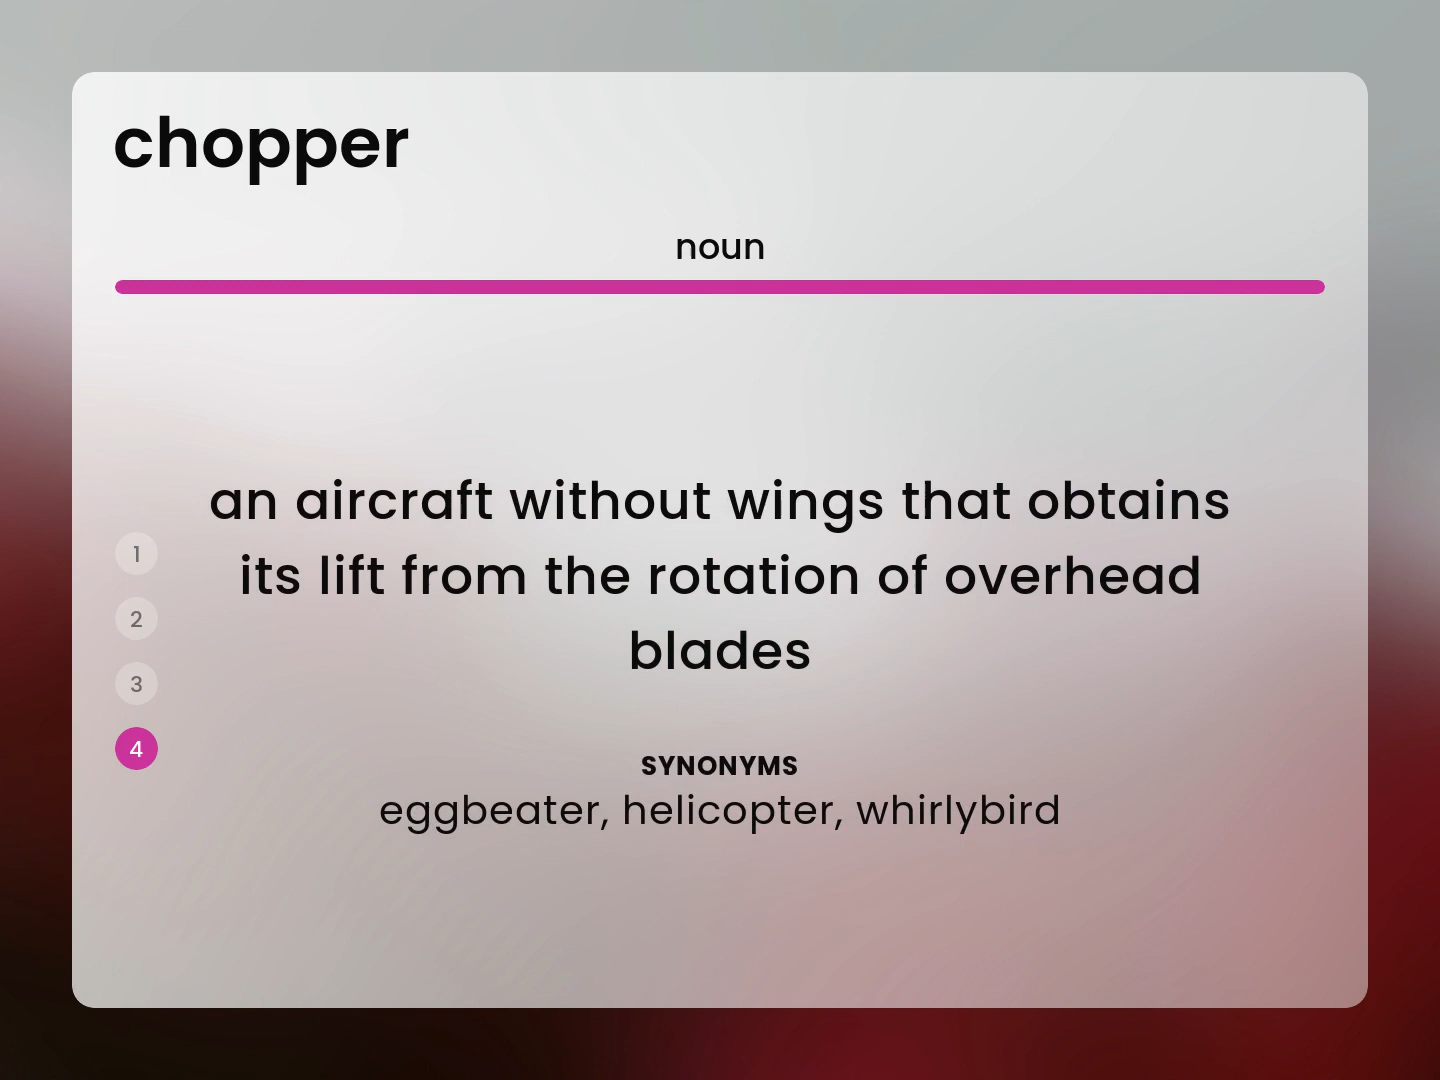 chopper
noun
an aircraft without wings that obtains
its lift from the rotation of overhead
blades
1
2
3
4
SYNONYMS
eggbeater, helicopter, whirlybird